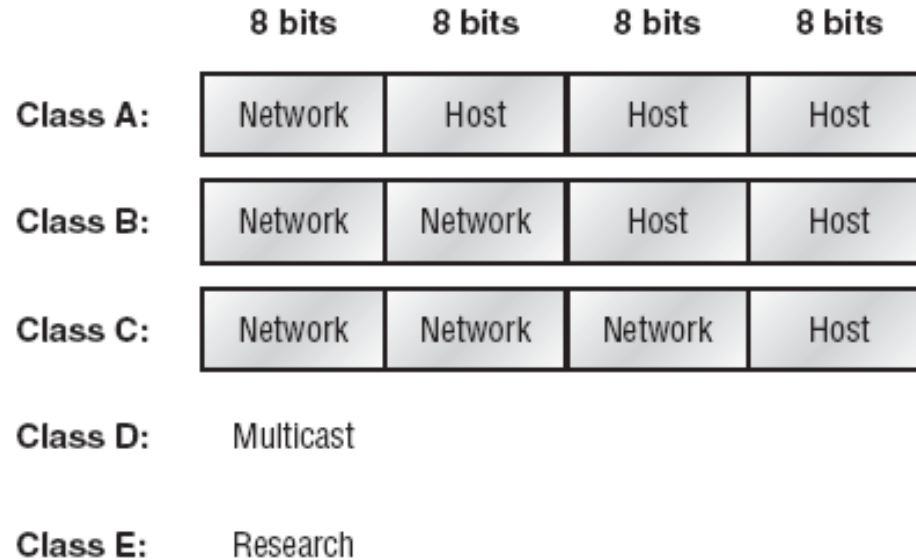 8 bits 8 bits 8 bits 8 bits
Class A: Network Host Host Host
Class B: Network Network Host Host
Class C: Network Network Network Host
Class D: Multicast
Class E: Research